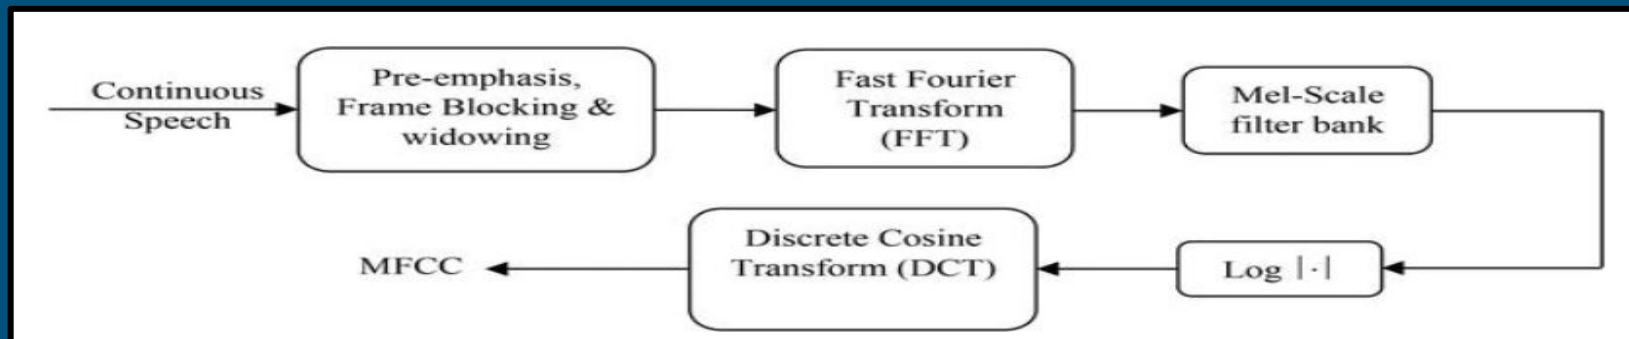 Continuous
Speech
Pre-emphasis,
Frame Blocking &
widowing
Fast Fourier
Transform
(FFT)
Mel-Scale
filter bank
Log |·|
Discrete Cosine
Transform (DCT)
MFCC